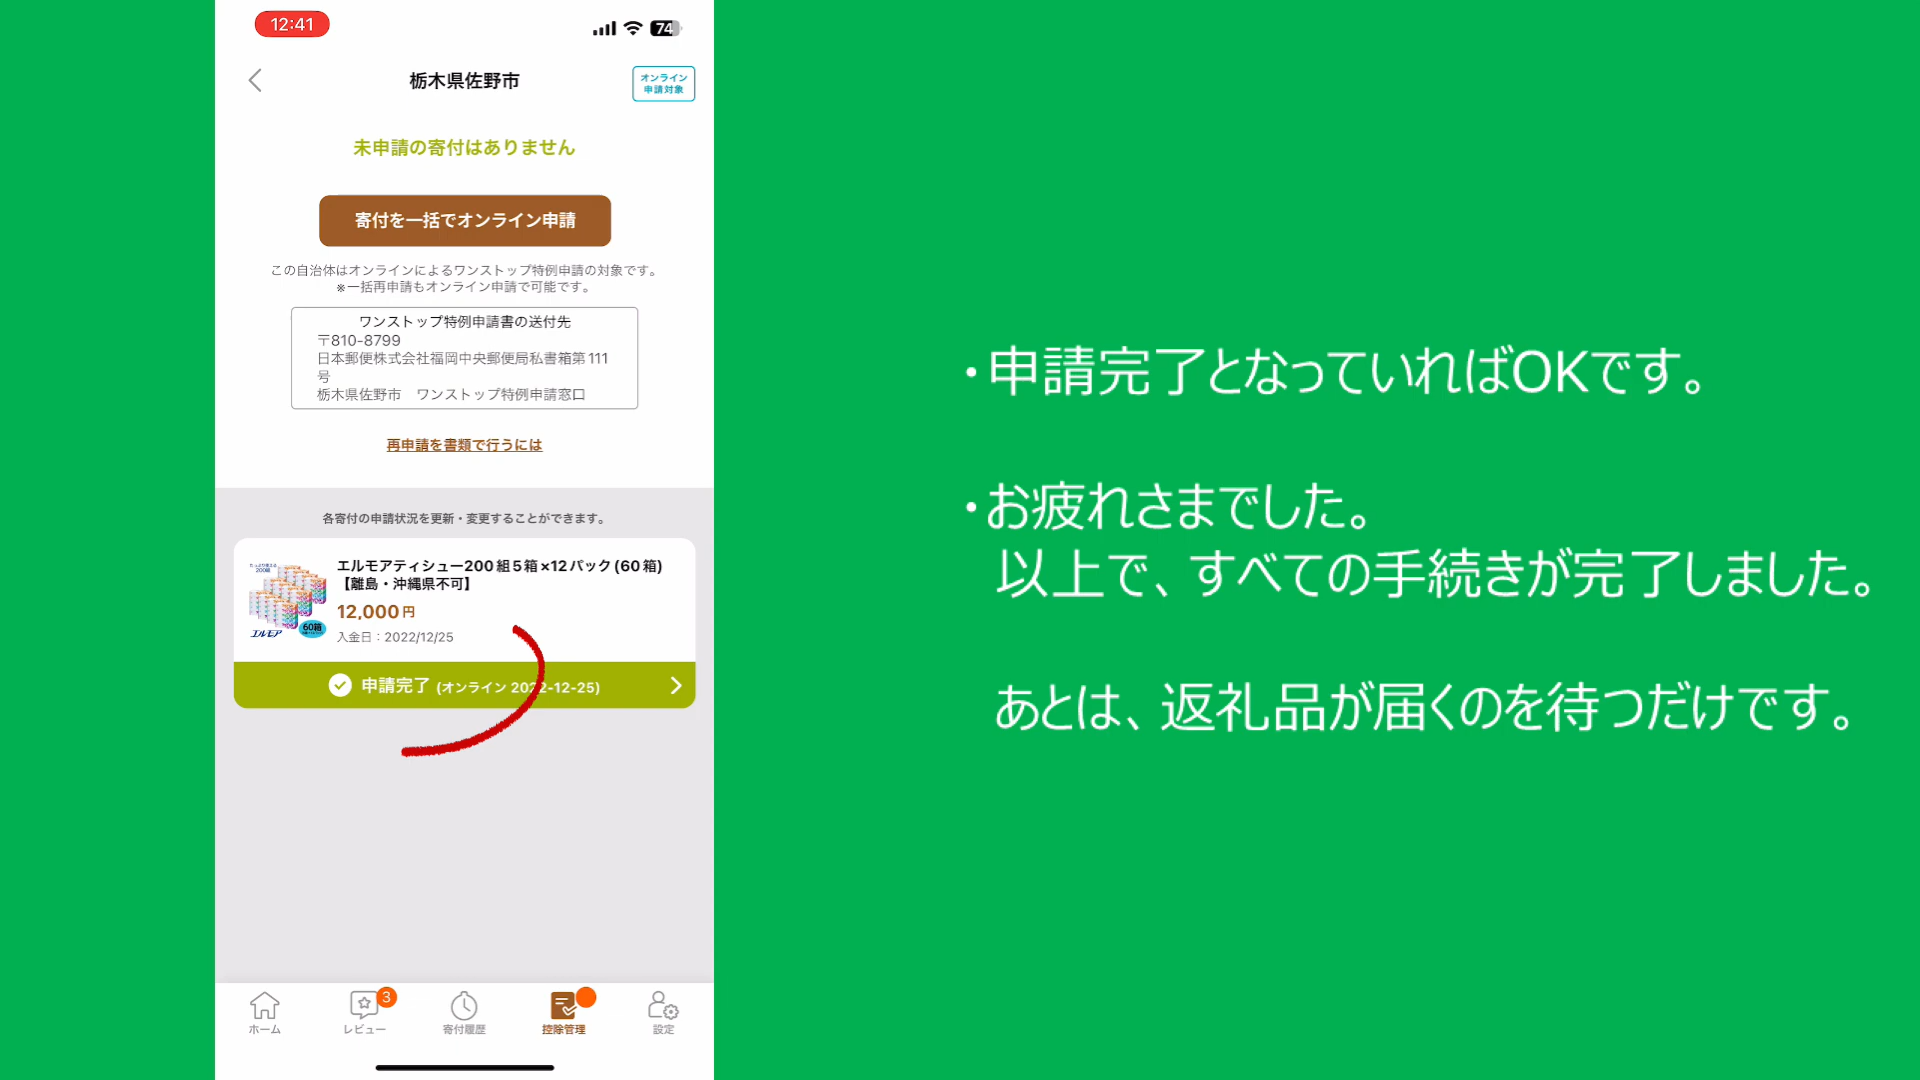 12:41
74
栃木県佐野市
オンライン
申請対象
未申請の寄付はありません
寄付を一括でオンライン申請
この自治体はオンラインによるワンストップ特例申請の対象です。
※一括再申請もオンライン申請で可能です。
ワンストップ特例申請書の送付先
〒810-8799
日本郵便株式会社福岡中央郵便局私書箱第111
号
栃木県佐野市　ワンストップ特例申請窓口
再申請を書類で行うには
各寄付の申請状況を更新・変更することができます。
200組
エルモア
60箱
エルモアティシュー200組5箱×12パック(60箱)
【離島・沖縄県不可】
12,000円
入金日：2022/12/25
申請完了 (オンライン 2022-12-25)
3
ホーム
レビュー
寄付履歴
控除管理
設定
・申請完了となっていればOKです。
・お疲れさまでした。
以上で、すべての手続きが完了しました。
あとは、返礼品が届くのを待つだけです。